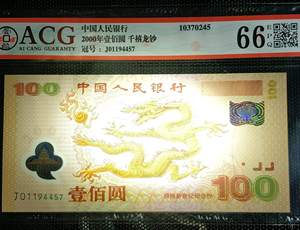 ACG
AI CANG GUARANTY
中国人民银行
2000年壹佰圆 千禧龙钞
冠号：J01194457
10370245
66 EPQ
100 中国人民银行 100
J01194457
壹佰圆
100